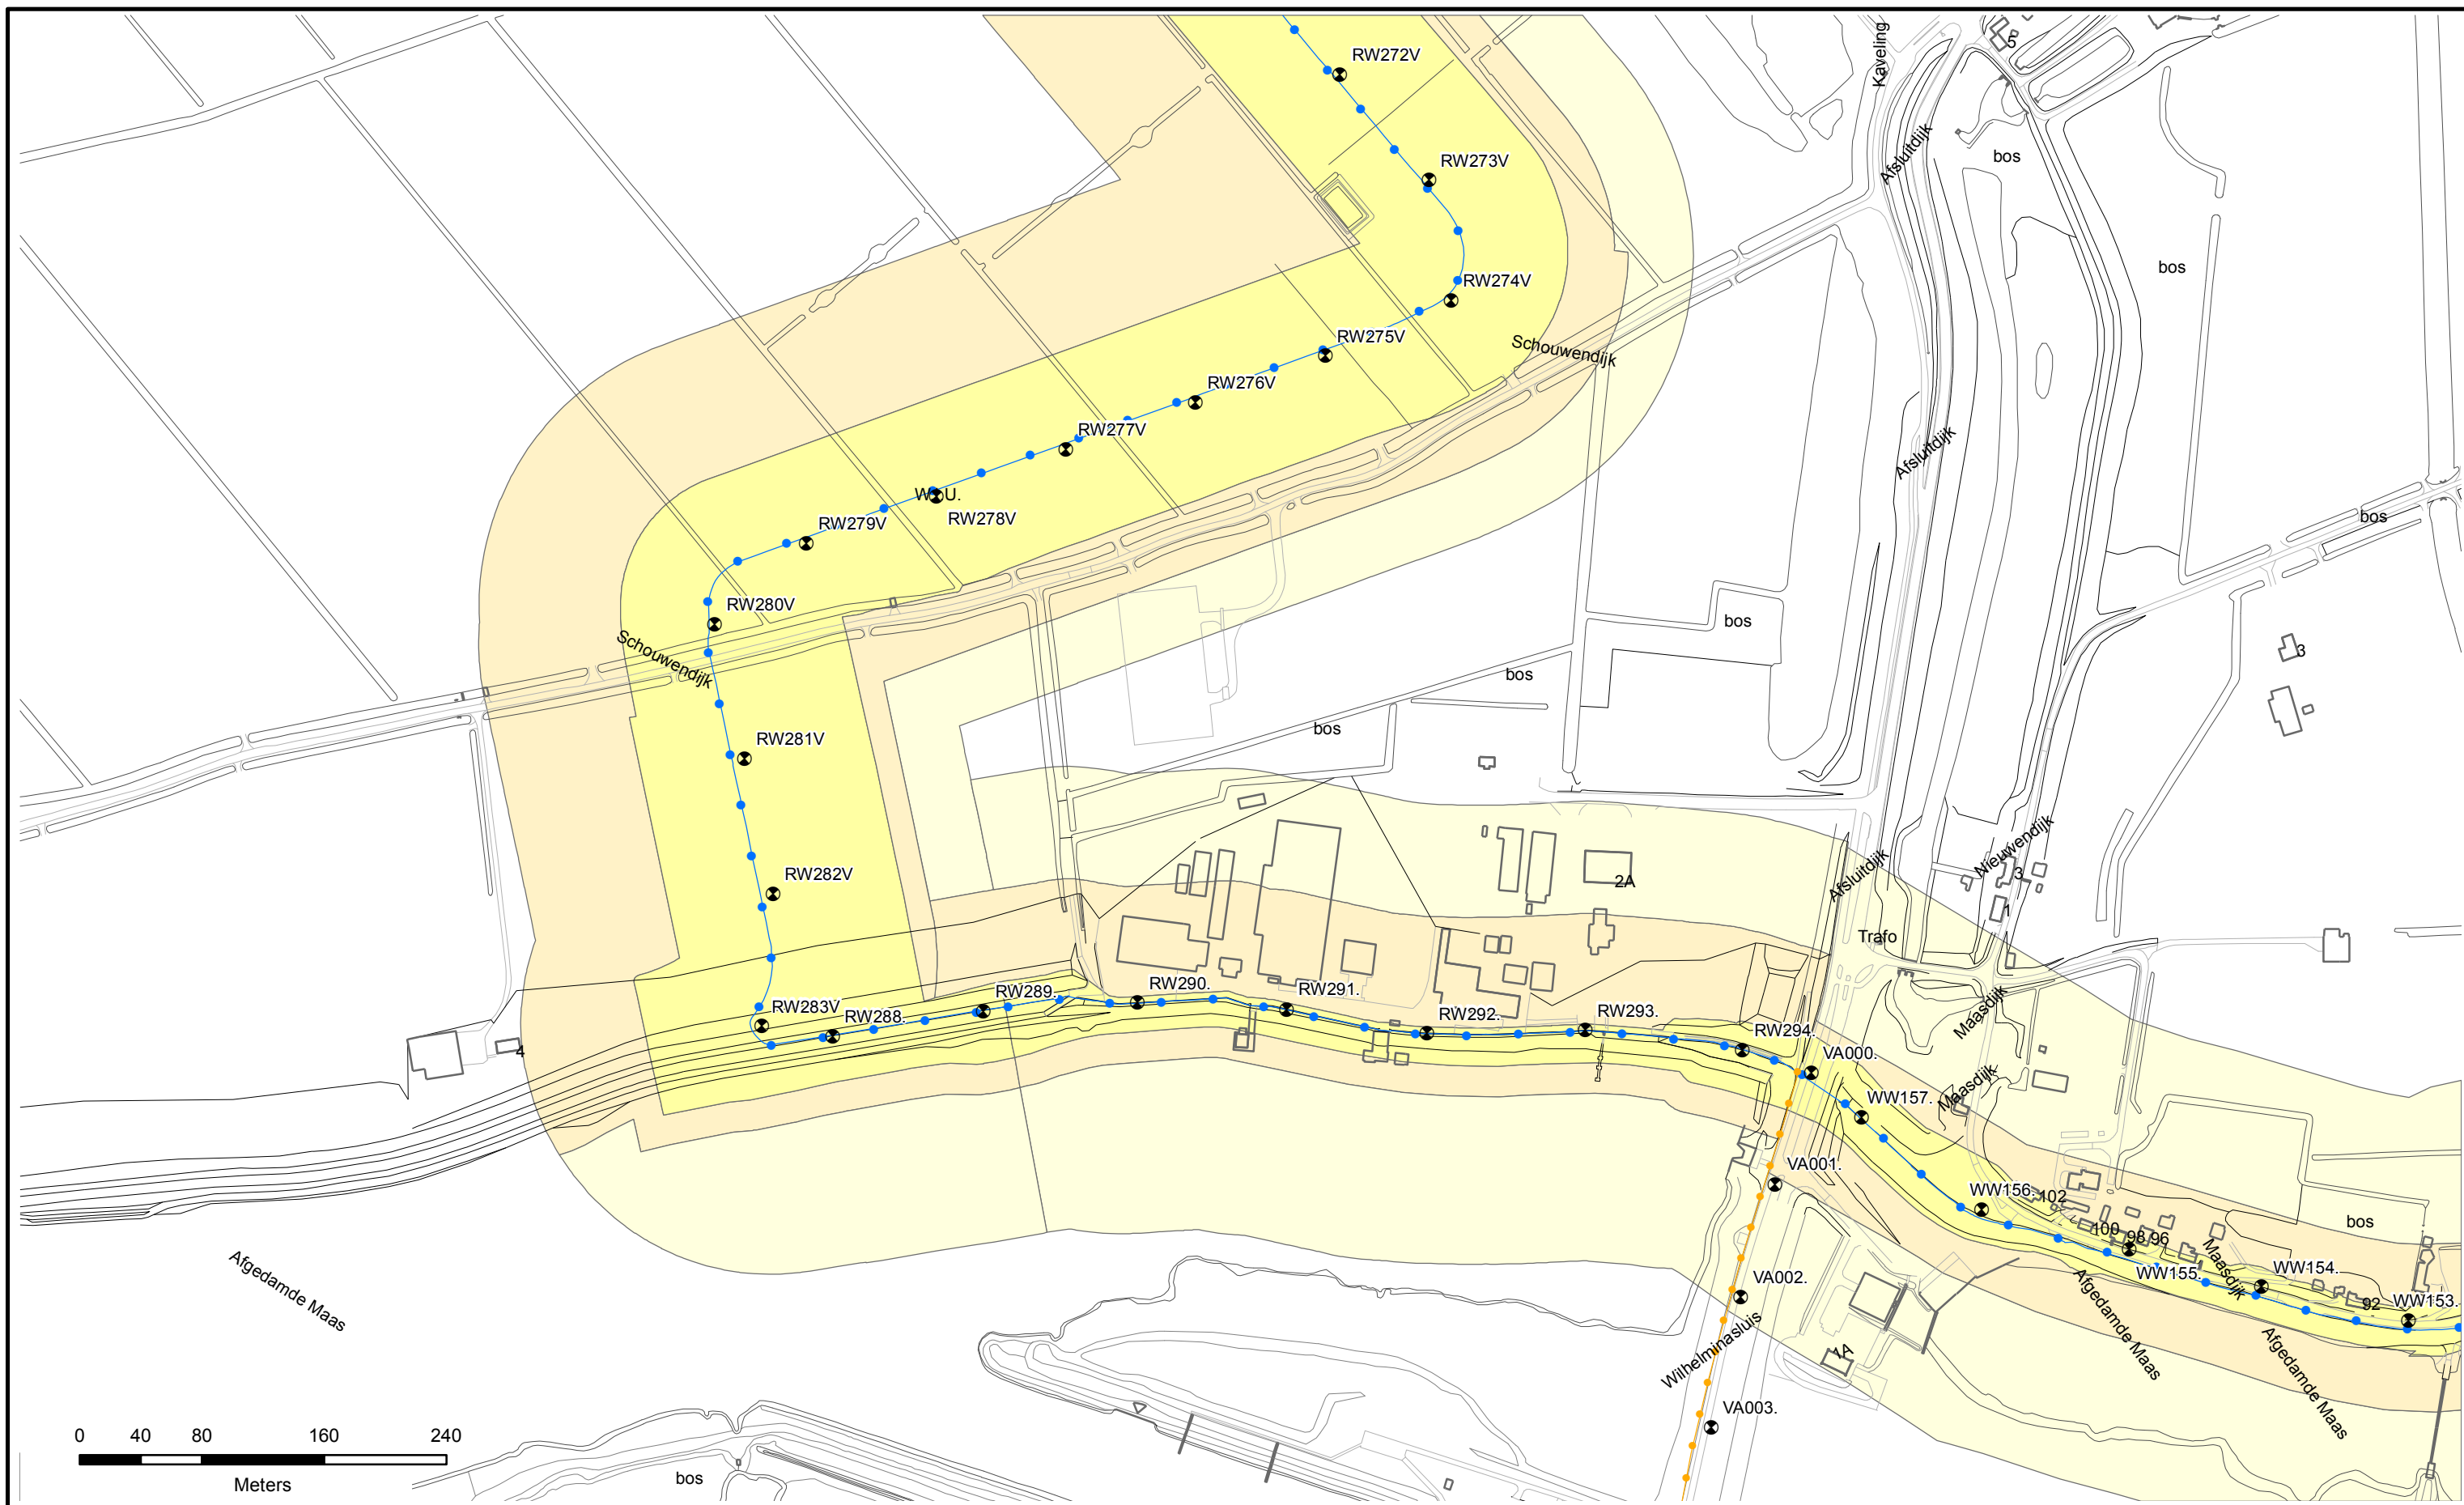 Kaveling
5
RW272V
Afsluitdijk
bos
RW273V
bos
RW274V
RW275V
Schouwendijk
RW276V
RW277V
Afsluitdijk
RW278V
RW279V
bos
RW280V
bos
Schouwendijk
bos
3
bos
RW281V
Nieuwendijk
RW282V
2A
Afsluitdijk
3
1
Trafo
RW283V
RW288.
RW289.
RW290.
RW291.
RW292.
RW293.
RW294.
Maasdijk
4
VA000.
Maasdijk
WW157.
VA001.
WW156.
102
100
98
96
bos
Maasdijk
WW155.
WW154.
Afgedamde Maas
VA002.
Afgedamde Maas
92
WW153.
Wilhelminasluis
1A
Afgedamde Maas
VA003.
0 40 80 160 240
Meters
bos